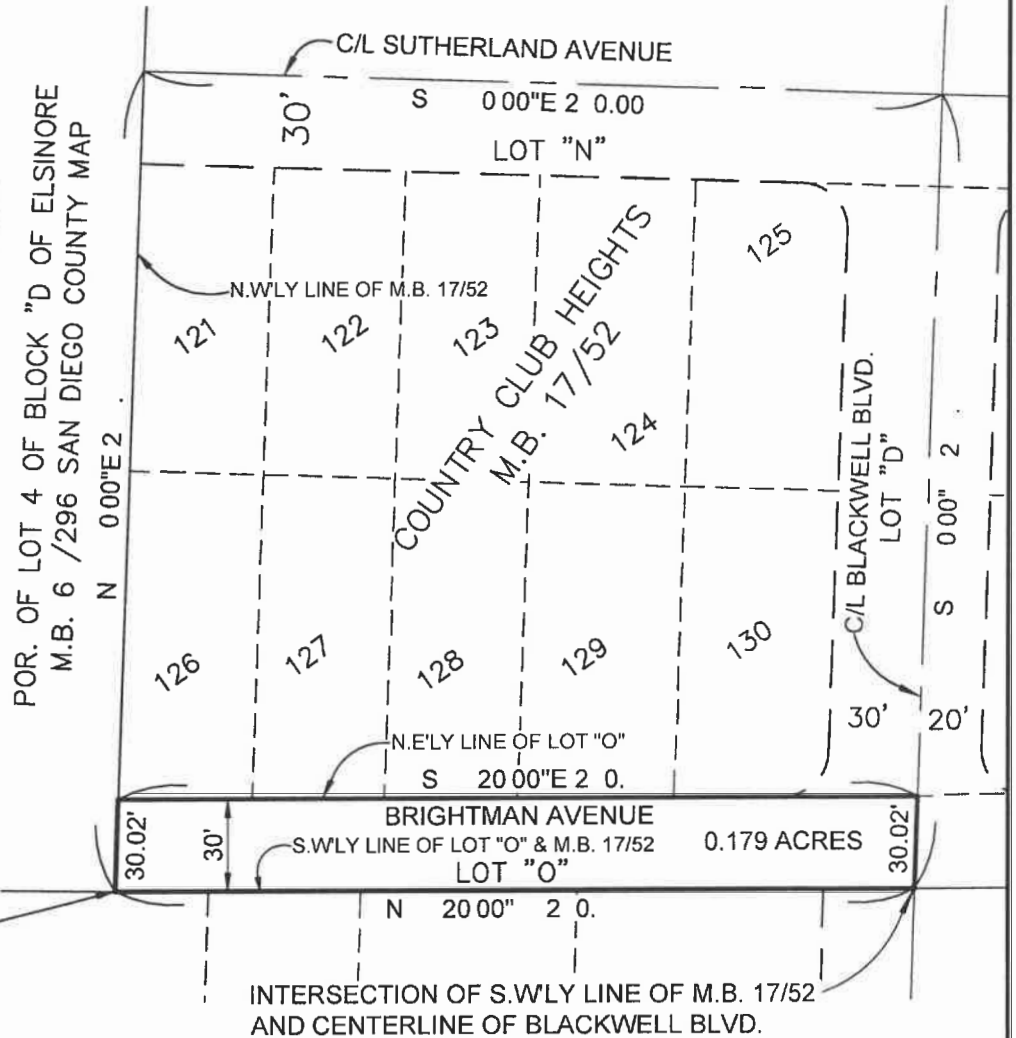 C/L SUTHERLAND AVENUE
S 0 00"E 2 0.00
30'
LOT "N"
POR. OF LOT 4 OF BLOCK "D OF ELSINORE
M.B. 6 /296 SAN DIEGO COUNTY MAP
N.W'LY LINE OF M.B. 17/52
121
122
123
124
125
COUNTRY CLUB HEIGHTS
M.B. 17/52
N 0 00"E 2 .
C/L BLACKWELL BLVD.
LOT "D"
S 0 00" 2 .
126
127
128
129
130
30'
20'
N.E'LY LINE OF LOT "O"
S 20 00"E 2 0.
BRIGHTMAN AVENUE
30.02'
30'
S.W'LY LINE OF LOT "O" & M.B. 17/52
0.179 ACRES
30.02'
LOT "O"
N 20 00" 2 0.
INTERSECTION OF S.W'LY LINE OF M.B. 17/52
AND CENTERLINE OF BLACKWELL BLVD.